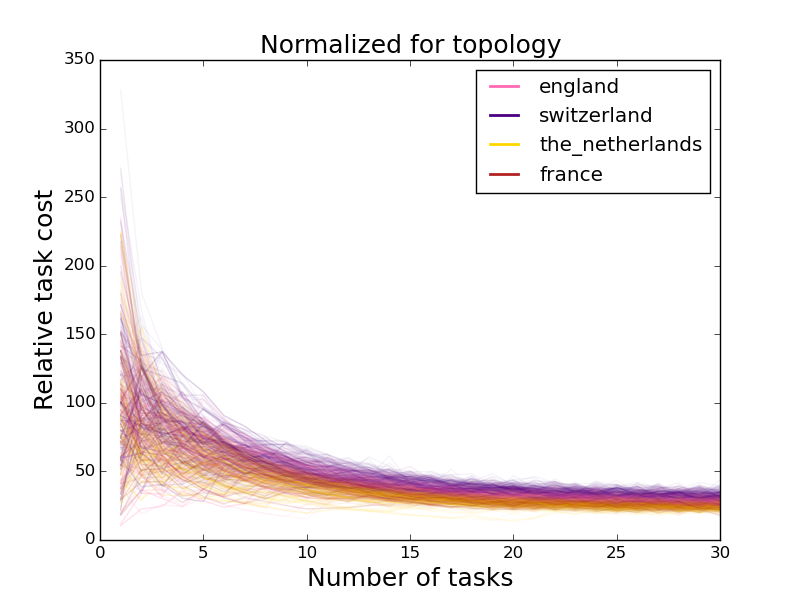 Normalized for topology
350
300
250
200
150
100
50
0
Relative task cost
england
switzerland
the_netherlands
france
0 5 10 15 20 25 30
Number of tasks